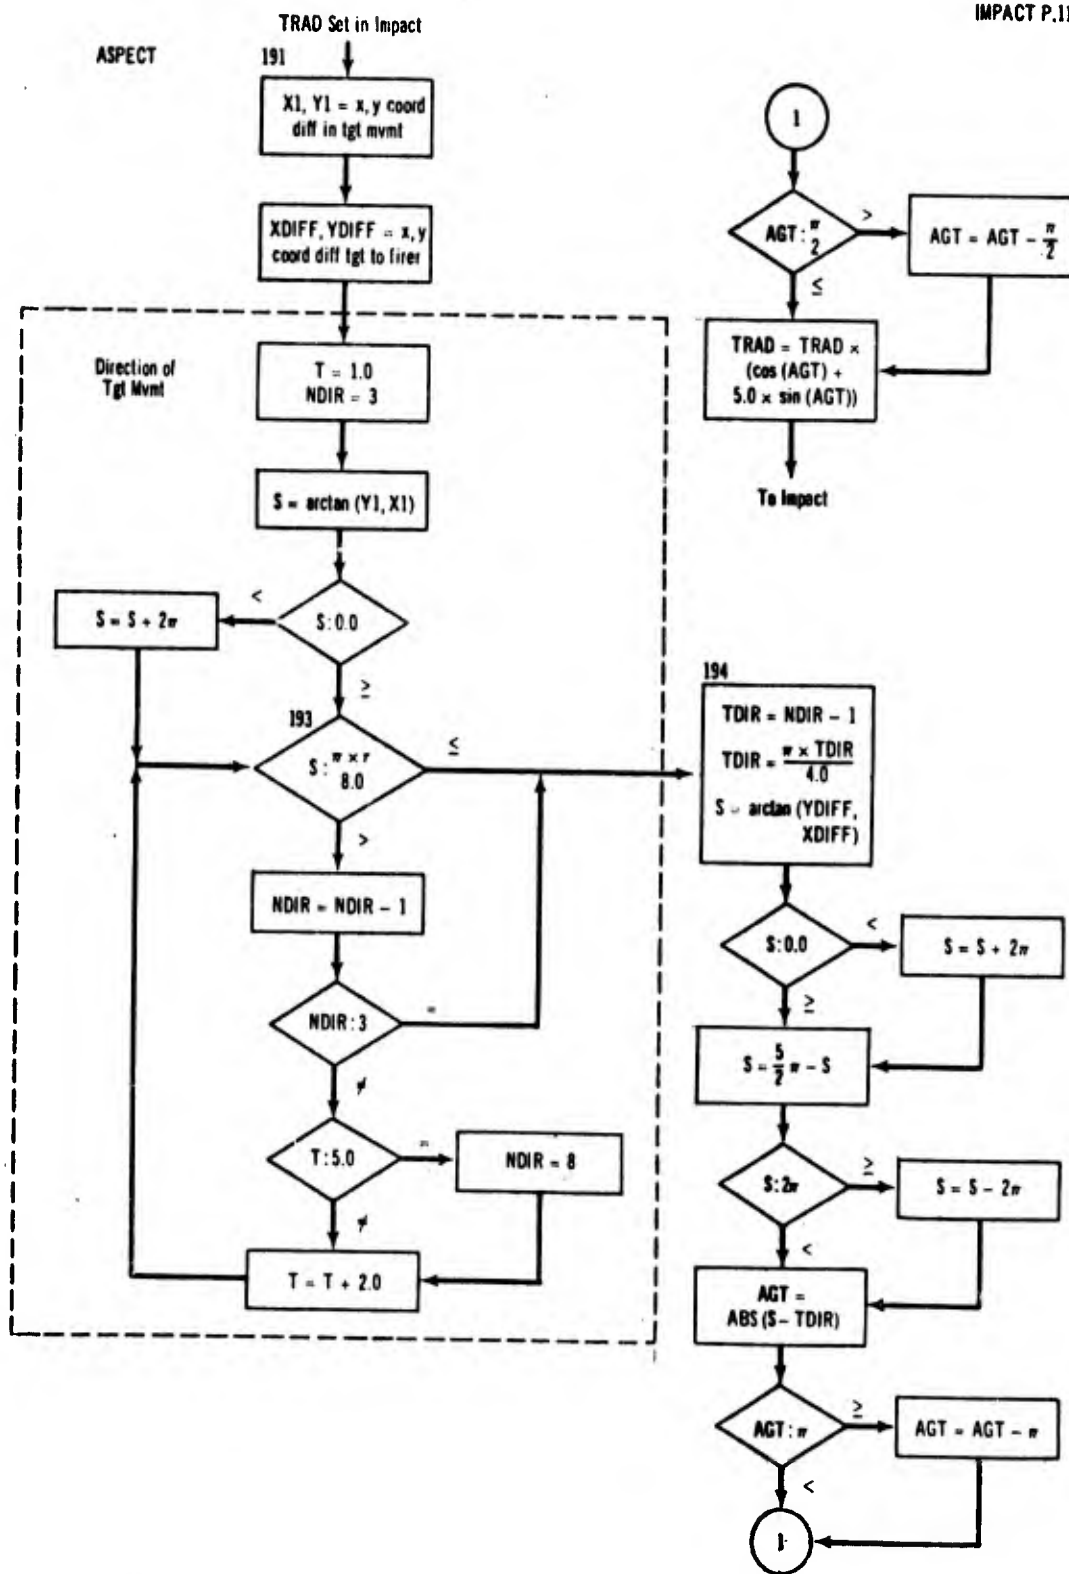 IMPACT P.11
TRAD Set in Impact
ASPECT
191
X1, Y1 = x, y coord
diff in tgt mvmt
XDIFF, YDIFF = x, y
coord diff tgt to firer
Direction of
Tgt Mvmt
T = 1.0
NDIR = 3
S = arctan (Y1, X1)
S : 0.0
<
S = S + 2π
≥
193
S : π × T
8.0
≤
>
NDIR = NDIR − 1
NDIR : 3
=
≠
T : 5.0
=
NDIR = 8
≠
T = T + 2.0
194
TDIR = NDIR − 1
TDIR = π × TDIR
4.0
S = arctan (YDIFF,
XDIFF)
S : 0.0
<
S = S + 2π
≥
S = 5/2 π − S
S : 2π
≥
S = S − 2π
<
AGT =
ABS (S − TDIR)
AGT : π
≥
AGT = AGT − π
<
1
1
AGT : π/2
>
AGT = AGT − π/2
≤
TRAD = TRAD ×
(cos (AGT) +
5.0 × sin (AGT))
To Impact